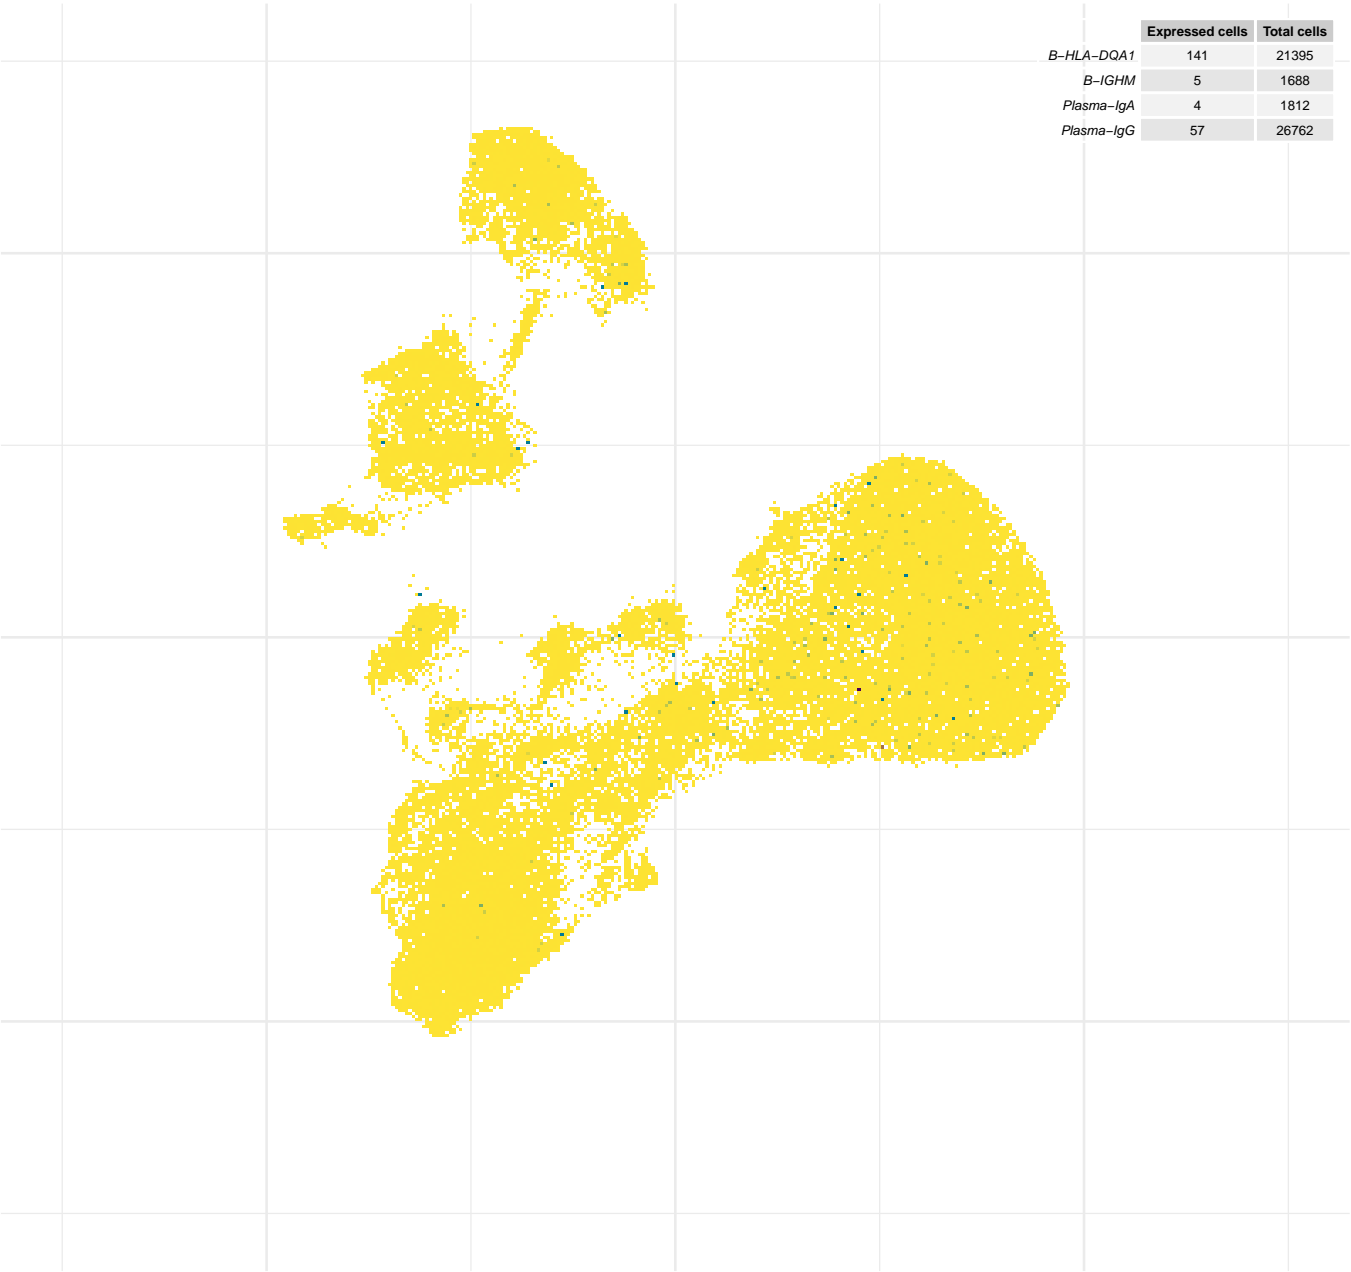 Expressed cells Total cells
B−HLA−DQA1 141 21395
B−IGHM 5 1688
Plasma−IgA 4 1812
Plasma−IgG 57 26762